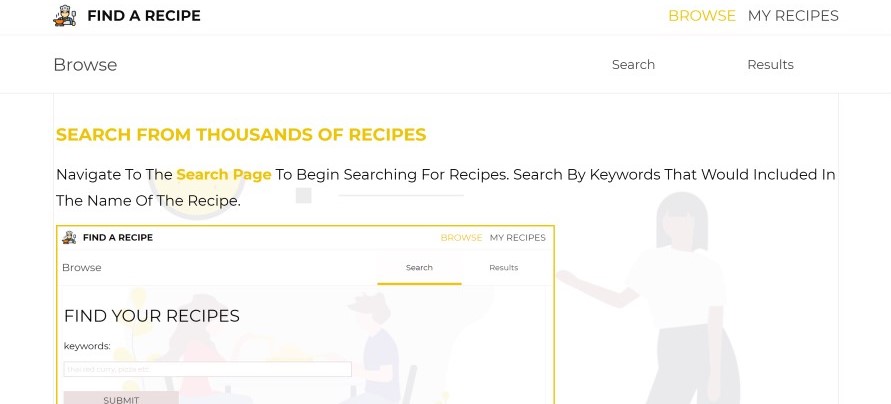 FIND A RECIPE
BROWSE MY RECIPES
Browse
Search
Results
SEARCH FROM THOUSANDS OF RECIPES
Navigate To The Search Page To Begin Searching For Recipes. Search By Keywords That Would Included In
The Name Of The Recipe.
FIND A RECIPE
BROWSE MY RECIPES
Browse
Search
Results
FIND YOUR RECIPES
keywords:
thai red curry, pizza etc
SUBMIT